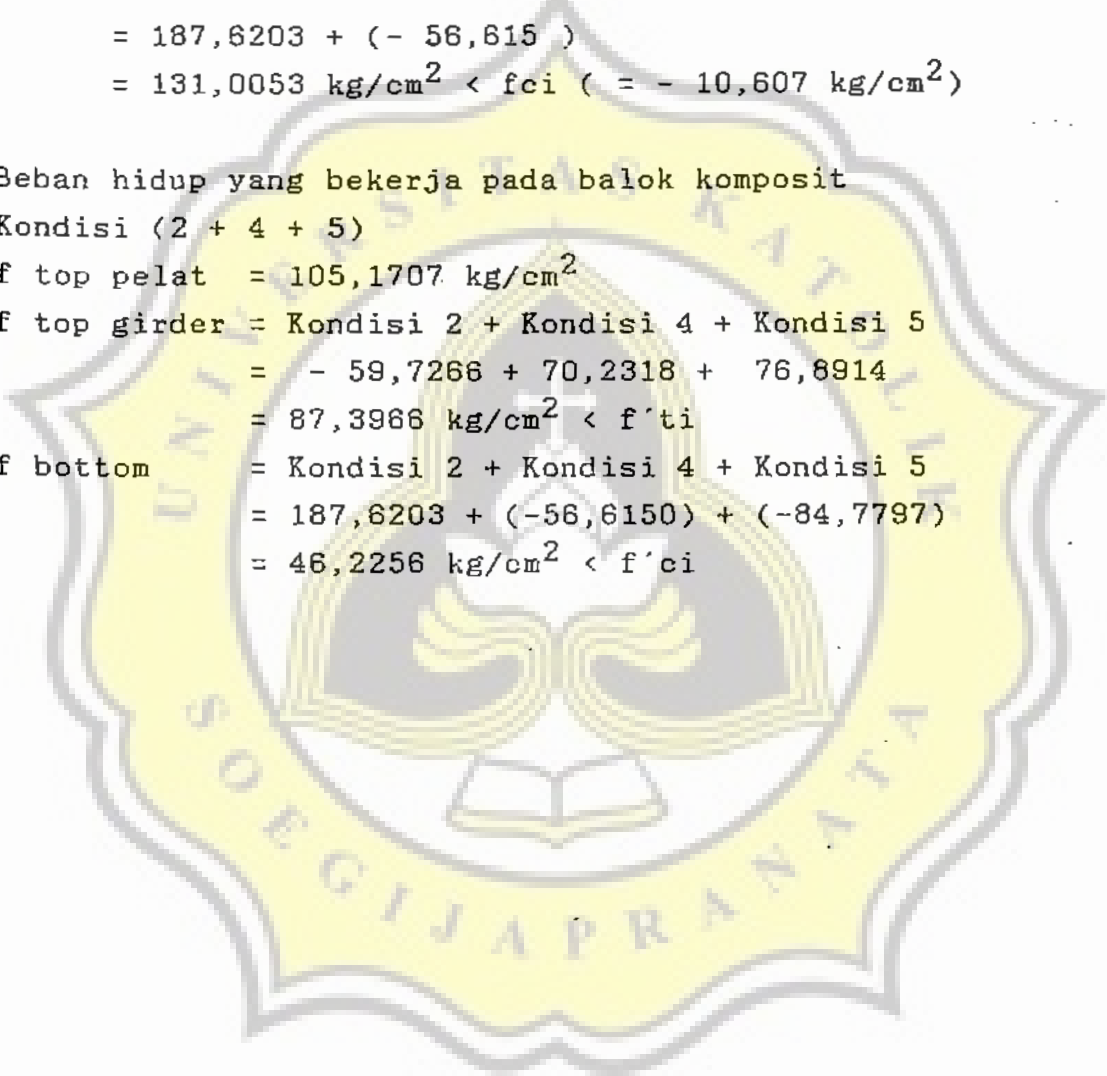 = 187,6203 + (- 56,615 )
= 131,0053 kg/cm² < fci ( = - 10,607 kg/cm²)
Beban hidup yang bekerja pada balok komposit
Kondisi (2 + 4 + 5)
f top pelat = 105,1707 kg/cm²
f top girder = Kondisi 2 + Kondisi 4 + Kondisi 5
= - 59,7266 + 70,2318 + 76,8914
= 87,3966 kg/cm² < f´ti
f bottom = Kondisi 2 + Kondisi 4 + Kondisi 5
= 187,6203 + (-56,6150) + (-84,7797)
= 46,2256 kg/cm² < f´ci
UNIVERSITAS KATOLIK
SOEGIJAPRANATA